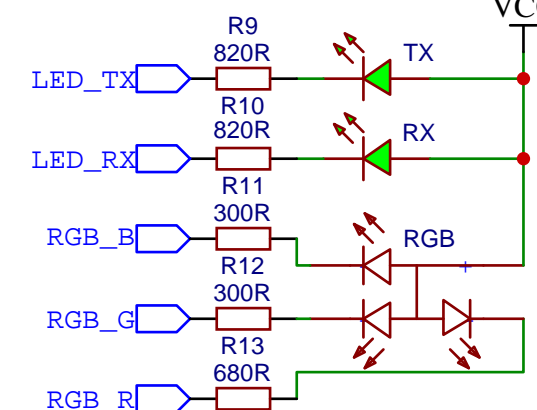 VCC
R9
820R
TX
LED_TX
R10
820R
RX
LED_RX
R11
300R
RGB_B
RGB
R12
300R
RGB_G
R13
680R
RGB_R